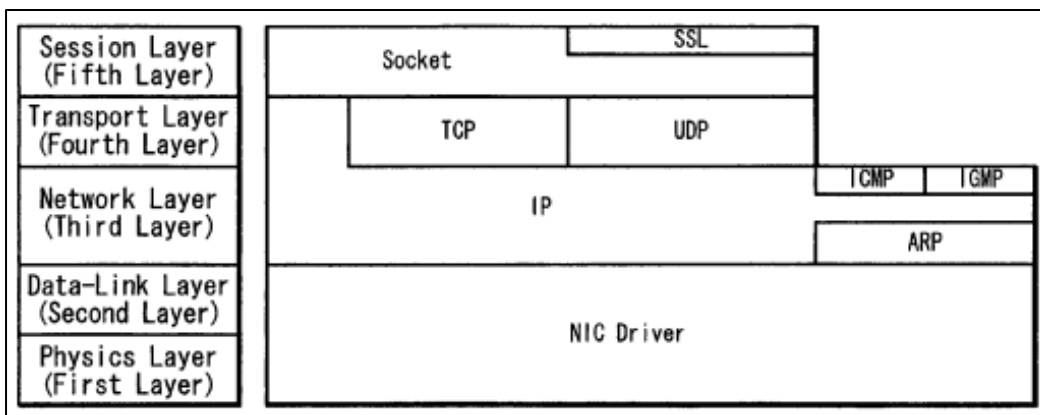 Session Layer
(Fifth Layer)
Socket
SSL
Transport Layer
(Fourth Layer)
TCP
UDP
Network Layer
(Third Layer)
IP
ICMP
IGMP
ARP
Data-Link Layer
(Second Layer)
NIC Driver
Physics Layer
(First Layer)